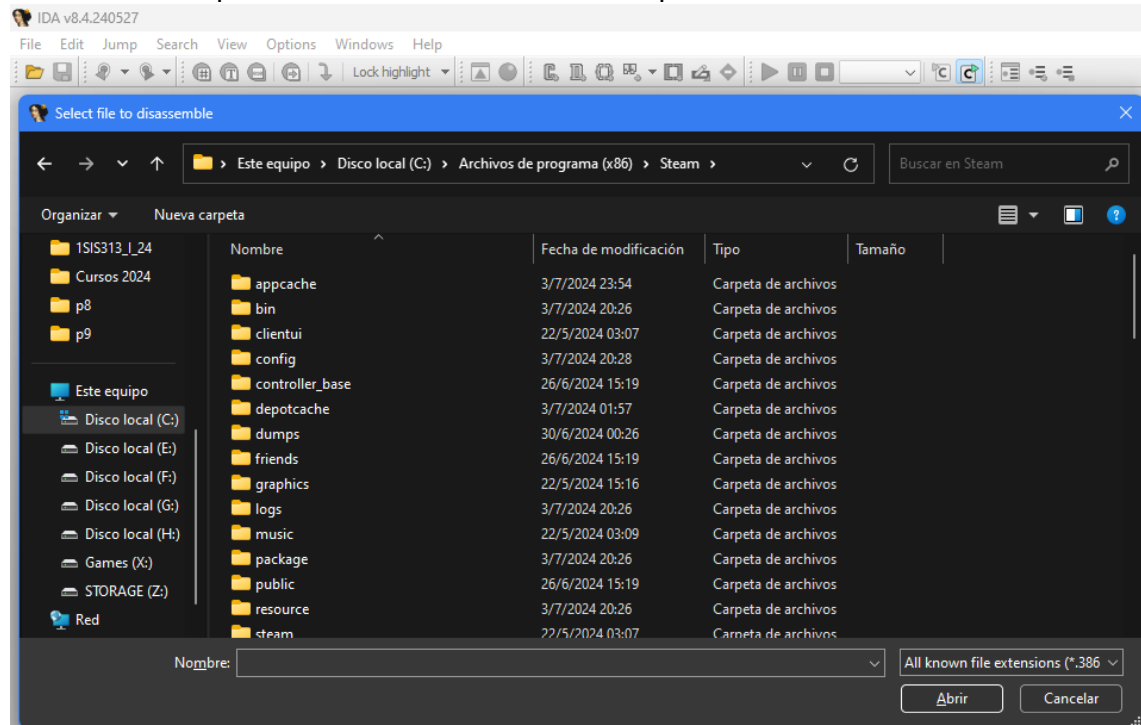 IDA v8.4.240527
File Edit Jump Search View Options Windows Help
Lock highlight
Select file to disassemble
Este equipo > Disco local (C:) > Archivos de programa (x86) > Steam >
Buscar en Steam
Organizar Nueva carpeta
Nombre Fecha de modificación Tipo Tamaño
1SIS313_I_24
Cursos 2024
p8
p9
Este equipo
Disco local (C:)
Disco local (E:)
Disco local (F:)
Disco local (G:)
Disco local (H:)
Games (X:)
STORAGE (Z:)
Red
appcache 3/7/2024 23:54 Carpeta de archivos
bin 3/7/2024 20:26 Carpeta de archivos
clientui 22/5/2024 03:07 Carpeta de archivos
config 3/7/2024 20:28 Carpeta de archivos
controller_base 26/6/2024 15:19 Carpeta de archivos
depotcache 3/7/2024 01:57 Carpeta de archivos
dumps 30/6/2024 00:26 Carpeta de archivos
friends 26/6/2024 15:19 Carpeta de archivos
graphics 22/5/2024 15:16 Carpeta de archivos
logs 3/7/2024 20:26 Carpeta de archivos
music 22/5/2024 03:09 Carpeta de archivos
package 3/7/2024 20:26 Carpeta de archivos
public 26/6/2024 15:19 Carpeta de archivos
resource 3/7/2024 20:26 Carpeta de archivos
steam 22/5/2024 03:07 Carpeta de archivos
Nombre:
All known file extensions (*.386
Abrir Cancelar